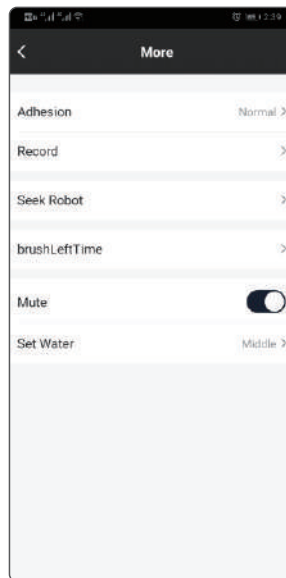 More
Adhesion Normal
Record
Seek Robot
brushLeftTime
Mute
Set Water Middle